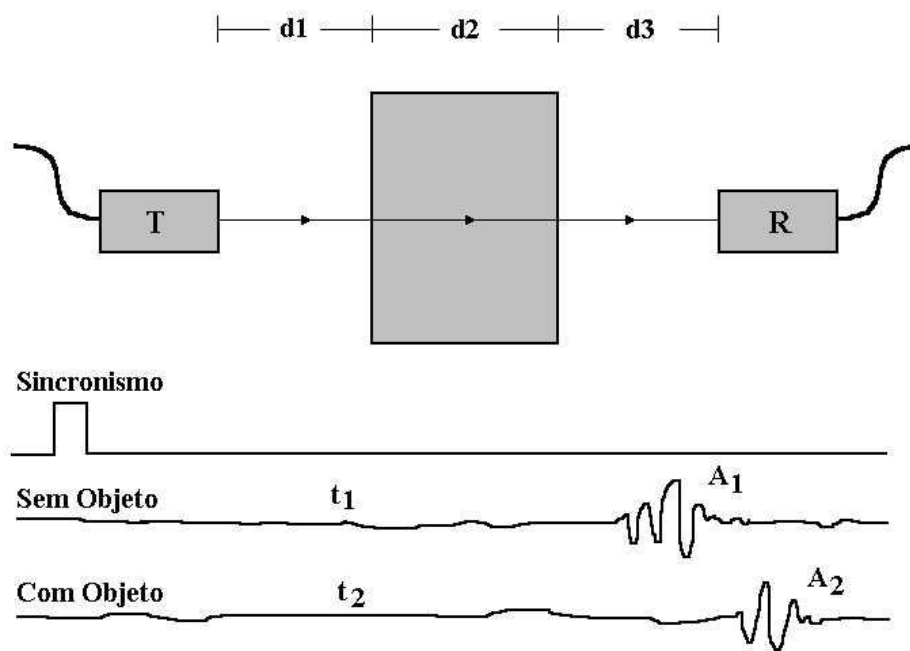 d1 d2 d3
T R
Sincronismo
Sem Objeto t1 A1
Com Objeto t2 A2